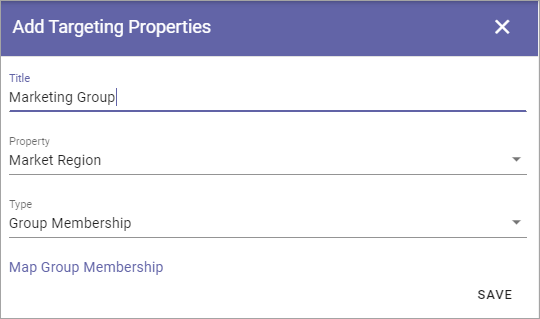 Add Targeting Properties
Title
Marketing Group
Property
Market Region
Type
Group Membership
Map Group Membership
SAVE